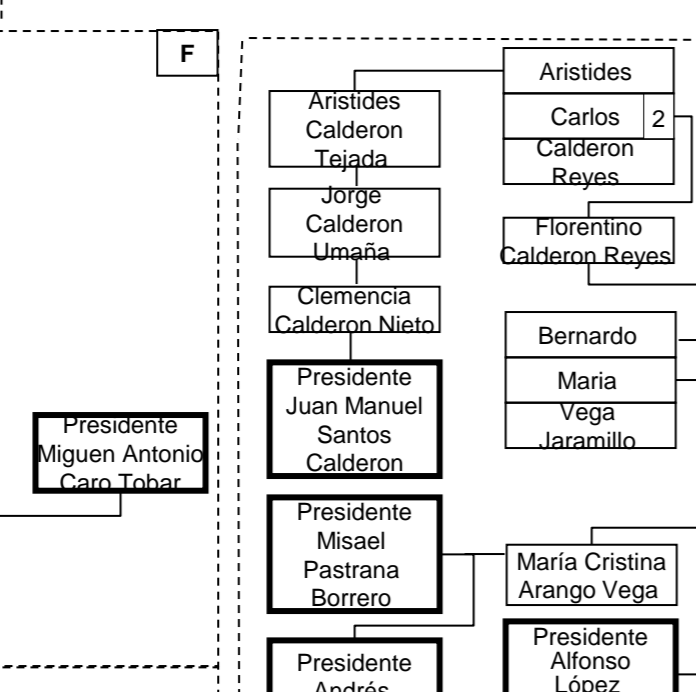 F
Aristides
Carlos 2
Calderon
Reyes
Aristides
Calderon
Tejada
Jorge
Calderon
Umaña
Florentino
Calderon Reyes
Clemencia
Calderon Nieto
Bernardo
Maria
Vega
Jaramillo
Presidente
Juan Manuel
Santos
Calderon
Presidente
Miguen Antonio
Caro Tobar
Presidente
Misael
Pastrana
Borrero
María Cristina
Arango Vega
Presidente
Andrés
Presidente
Alfonso
López